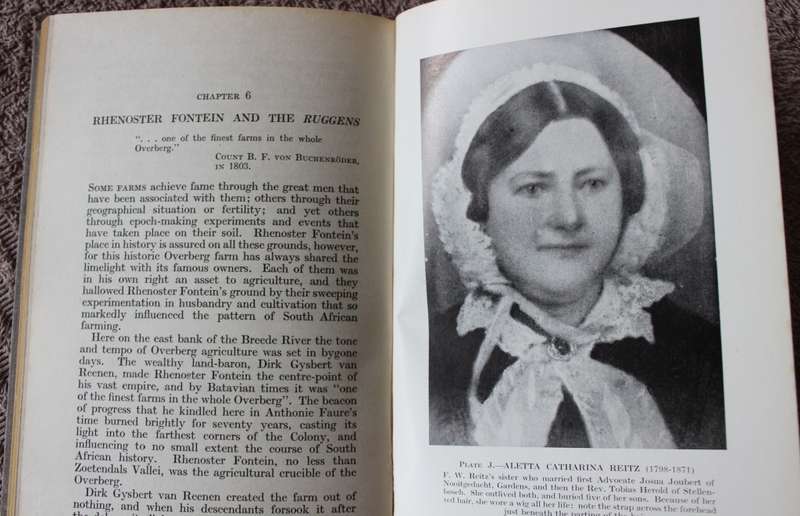 CHAPTER 6
RHENOSTER FONTEIN AND THE RUGGENS
". . . one of the finest farms in the whole
Overberg."
COUNT B. F. VON BUCHENRÖDER,
IN 1803.
SOME FARMS achieve fame through the great men that
have been associated with them; others through their
geographical situation or fertility; and yet others
through epoch-making experiments and events that
have taken place on their soil. Rhenoster Fontein's
place in history is assured on all these grounds, however,
for this historic Overberg farm has always shared the
limelight with its famous owners. Each of them was
in his own right an asset to agriculture, and they
hallowed Rhenoster Fontein's ground by their sweeping
experimentation in husbandry and cultivation that so
markedly influenced the pattern of South African
farming.
Here on the east bank of the Breede River the tone
and tempo of Overberg agriculture was set in bygone
days. The wealthy land-baron, Dirk Gysbert van
Reenen, made Rhenoster Fontein the centre-point of
his vast empire, and by Batavian times it was "one
of the finest farms in the whole Overberg". The beacon
of progress that he kindled here in Anthonie Faure's
time burned brightly for seventy years, casting its
light into the farthest corners of the Colony, and
influencing to no small extent the course of South
African history. Rhenoster Fontein, no less than
Zoetendals Vallei, was the agricultural crucible of the
Overberg.
Dirk Gysbert van Reenen created the farm out of
nothing, and when his descendants forsook it after
PLATE J.—ALETTA CATHARINA REITZ (1798-1871)
F. W. Reitz's sister who married first Advocate Josua Joubert of
Nooitgedacht, Gardens, and then the Rev. Tobias Herold of Stellen-
bosch. She outlived both, and buried five of her sons. Because of her
red hair, she wore a wig all her life: note the strap across the forehead
just beneath the parting of the